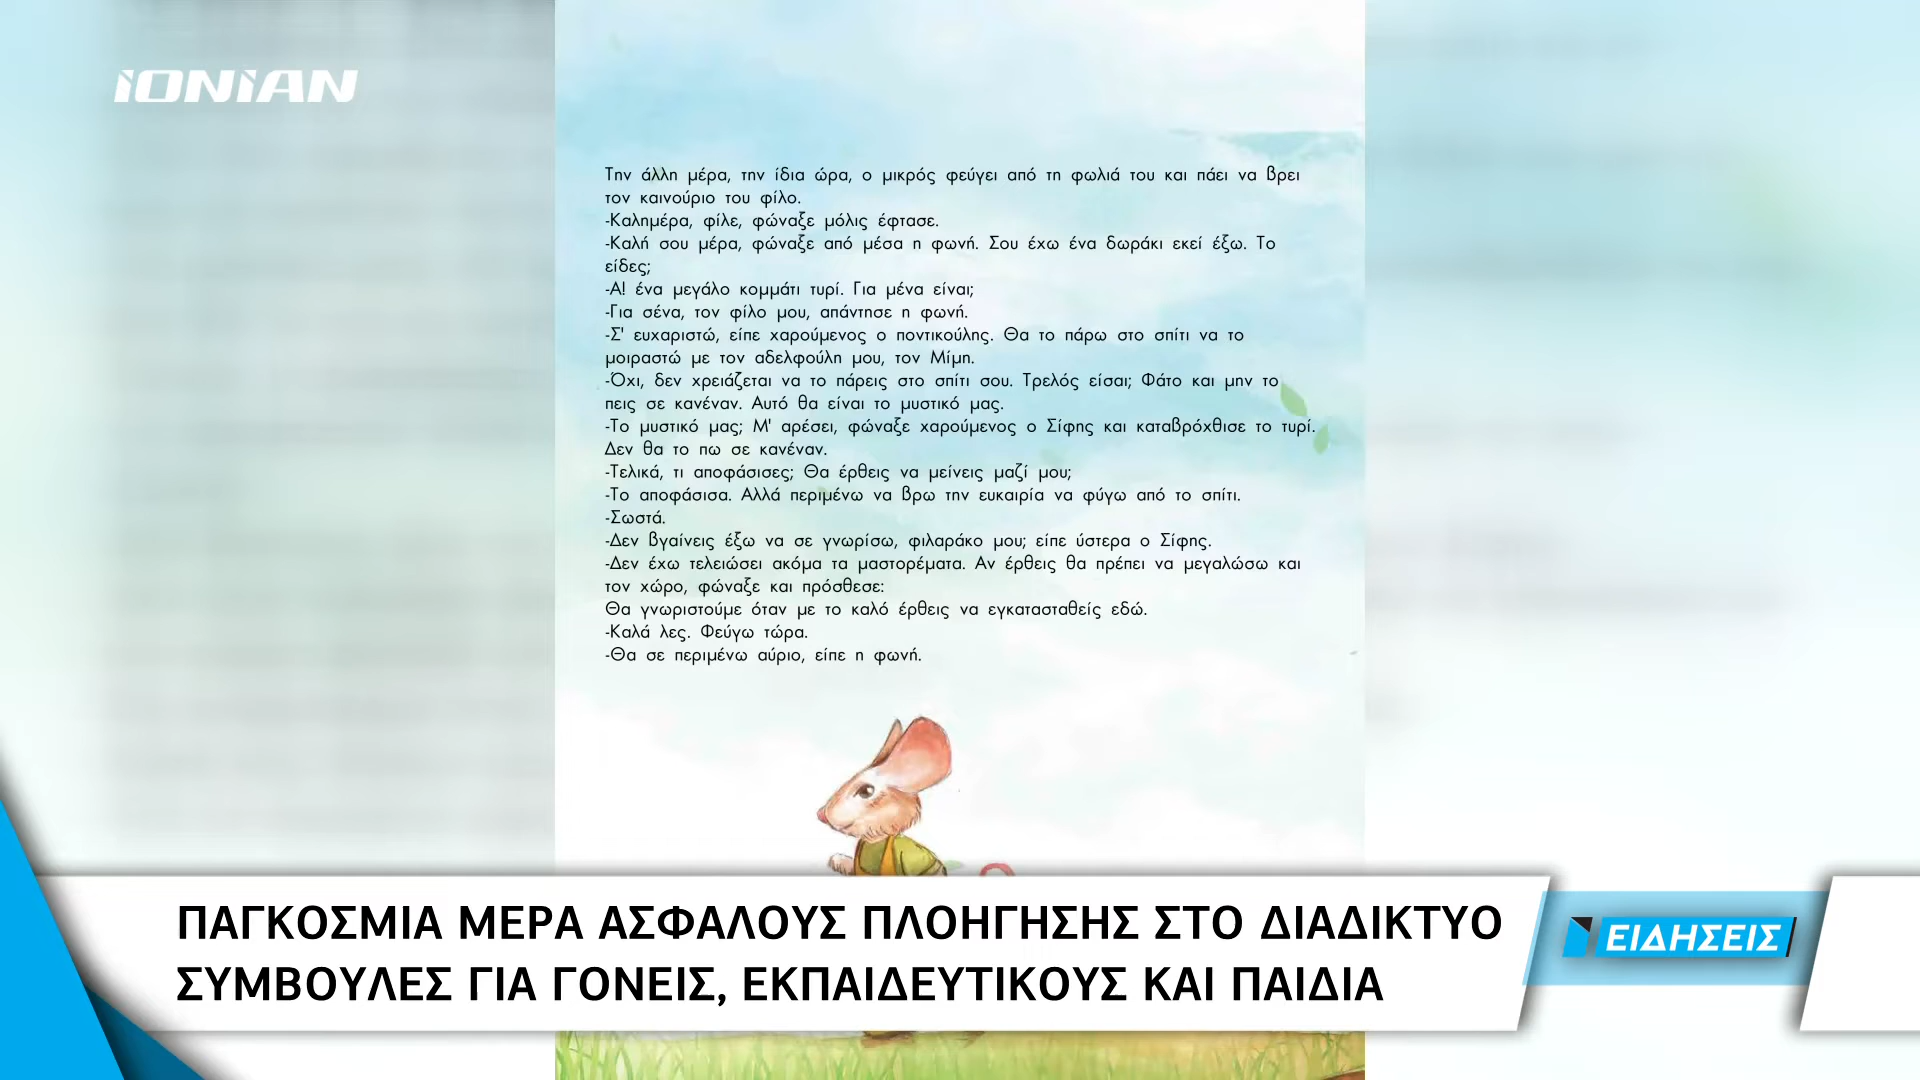 IONIAN
Την άλλη μέρα, την ίδια ώρα, ο μικρός φεύγει από τη φωλιά του και πάει να βρει
τον καινούριο του φίλο.
-Καλημέρα, φίλε, φώναξε μόλις έφτασε.
-Καλή σου μέρα, φώναξε από μέσα η φωνή. Σου έχω ένα δωράκι εκεί έξω. Το
είδες;
-Α! ένα μεγάλο κομμάτι τυρί. Για μένα είναι;
-Για σένα, τον φίλο μου, απάντησε η φωνή.
-Σ' ευχαριστώ, είπε χαρούμενος ο ποντικούλης. Θα το πάρω στο σπίτι να το
μοιραστώ με τον αδελφούλη μου, τον Μίμη.
-Όχι, δεν χρειάζεται να το πάρεις στο σπίτι σου. Τρελός είσαι; Φάτο και μην το
πεις σε κανέναν. Αυτό θα είναι το μυστικό μας.
-Το μυστικό μας; Μ' αρέσει, φώναξε χαρούμενος ο Σίφης και καταβρόχθισε το τυρί.
Δεν θα το πω σε κανέναν.
-Τελικά, τι αποφάσισες; Θα έρθεις να μείνεις μαζί μου;
-Το αποφάσισα. Αλλά περιμένω να βρω την ευκαιρία να φύγω από το σπίτι.
-Σωστά.
-Δεν βγαίνεις έξω να σε γνωρίσω, φιλαράκο μου; είπε ύστερα ο Σίφης.
-Δεν έχω τελειώσει ακόμα τα μαστορέματα. Αν έρθεις θα πρέπει να μεγαλώσω και
τον χώρο, φώναξε και πρόσθεσε:
Θα γνωριστούμε όταν με το καλό έρθεις να εγκατασταθείς εδώ.
-Καλά λες. Φεύγω τώρα.
-Θα σε περιμένω αύριο, είπε η φωνή.
ΠΑΓΚΟΣΜΙΑ ΜΕΡΑ ΑΣΦΑΛΟΥΣ ΠΛΟΗΓΗΣΗΣ ΣΤΟ ΔΙΑΔΙΚΤΥΟ
ΣΥΜΒΟΥΛΕΣ ΓΙΑ ΓΟΝΕΙΣ, ΕΚΠΑΙΔΕΥΤΙΚΟΥΣ ΚΑΙ ΠΑΙΔΙΑ
ΕΙΔΗΣΕΙΣ